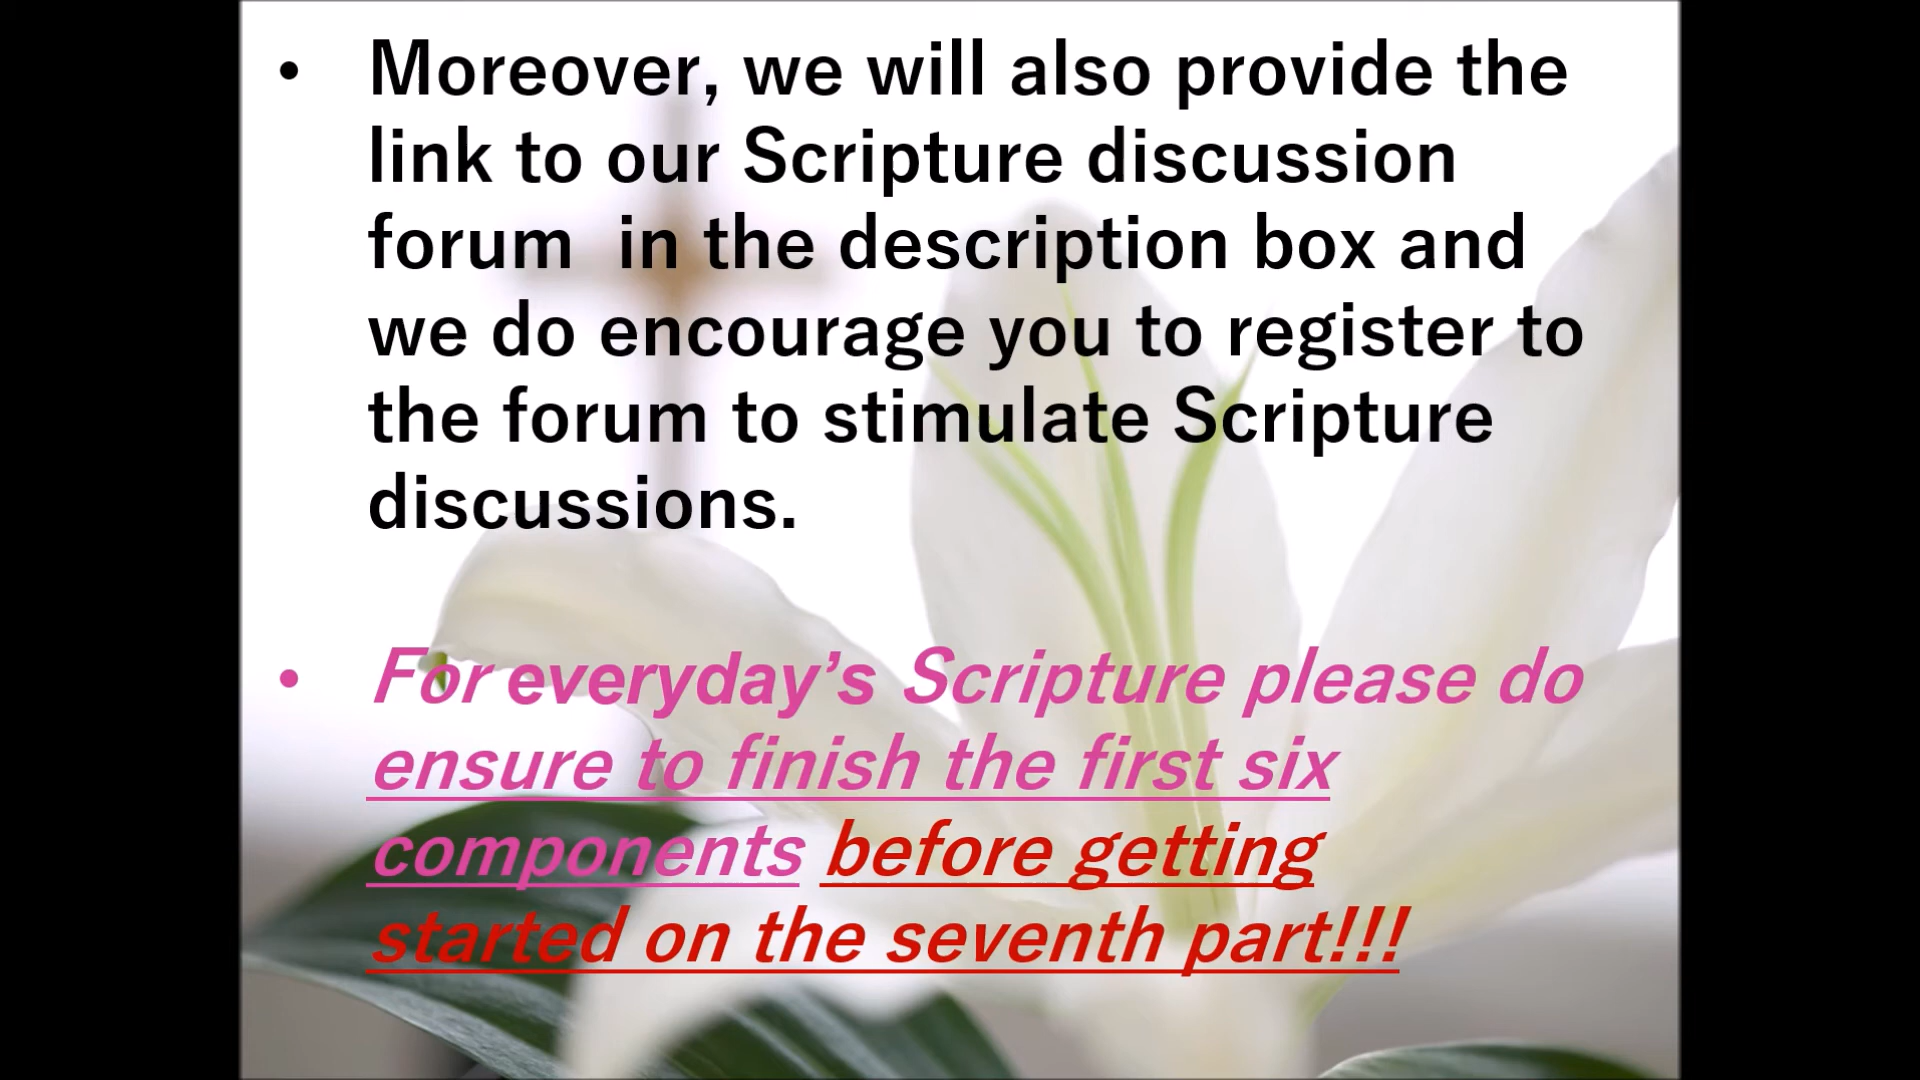 • Moreover, we will also provide the
link to our Scripture discussion
forum  in the description box and
we do encourage you to register to
the forum to stimulate Scripture
discussions.
• For everyday’s Scripture please do
ensure to finish the first six
components before getting
started on the seventh part!!!